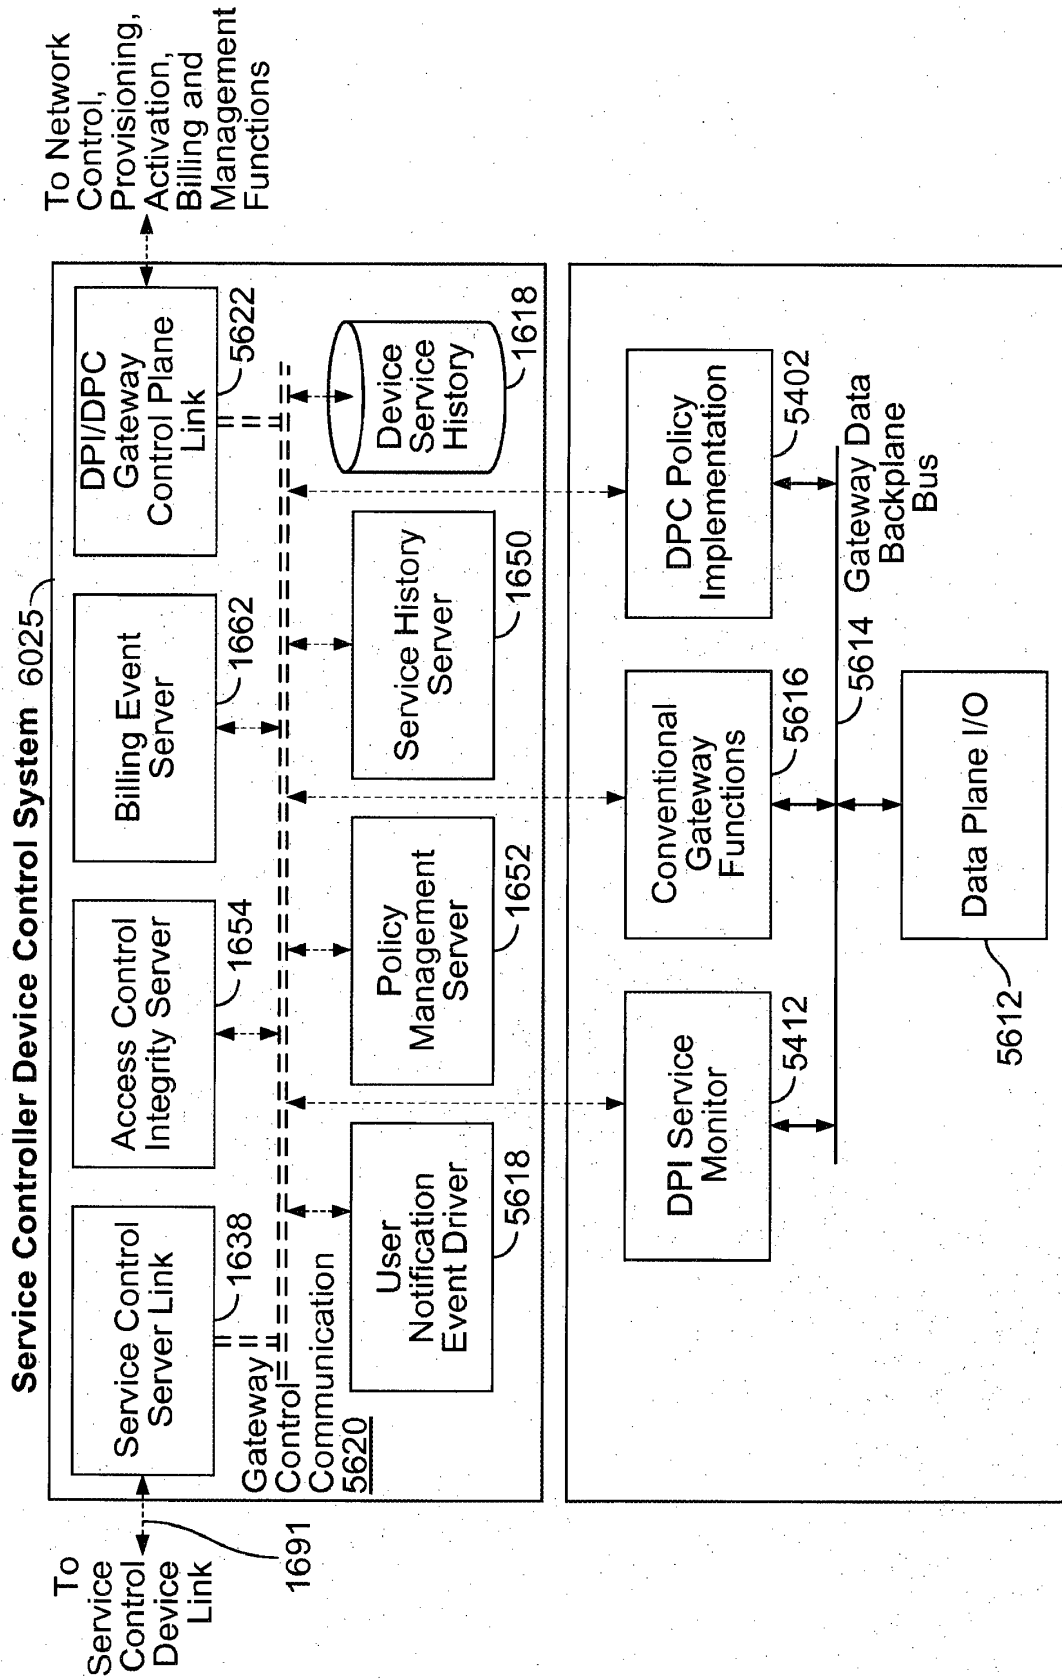 Service Controller Device Control System 6025
To
Service
Control
Device
Link
1691
Service Control
Server Link
1638
Access Control
Integrity Server
1654
Billing Event
Server
1662
DPI/DPC
Gateway
Control Plane
Link
5622
To Network
Control,
Provisioning,
Activation,
Billing and
Management
Functions
Gateway
Control
Communication
5620
User
Notification
Event Driver
5618
Policy
Management
Server
1652
Service History
Server
1650
Device
Service
History
1618
DPI Service
Monitor
5412
Conventional
Gateway
Functions
5616
DPC Policy
Implementation
5402
5614
Gateway Data
Backplane
Bus
Data Plane I/O
5612